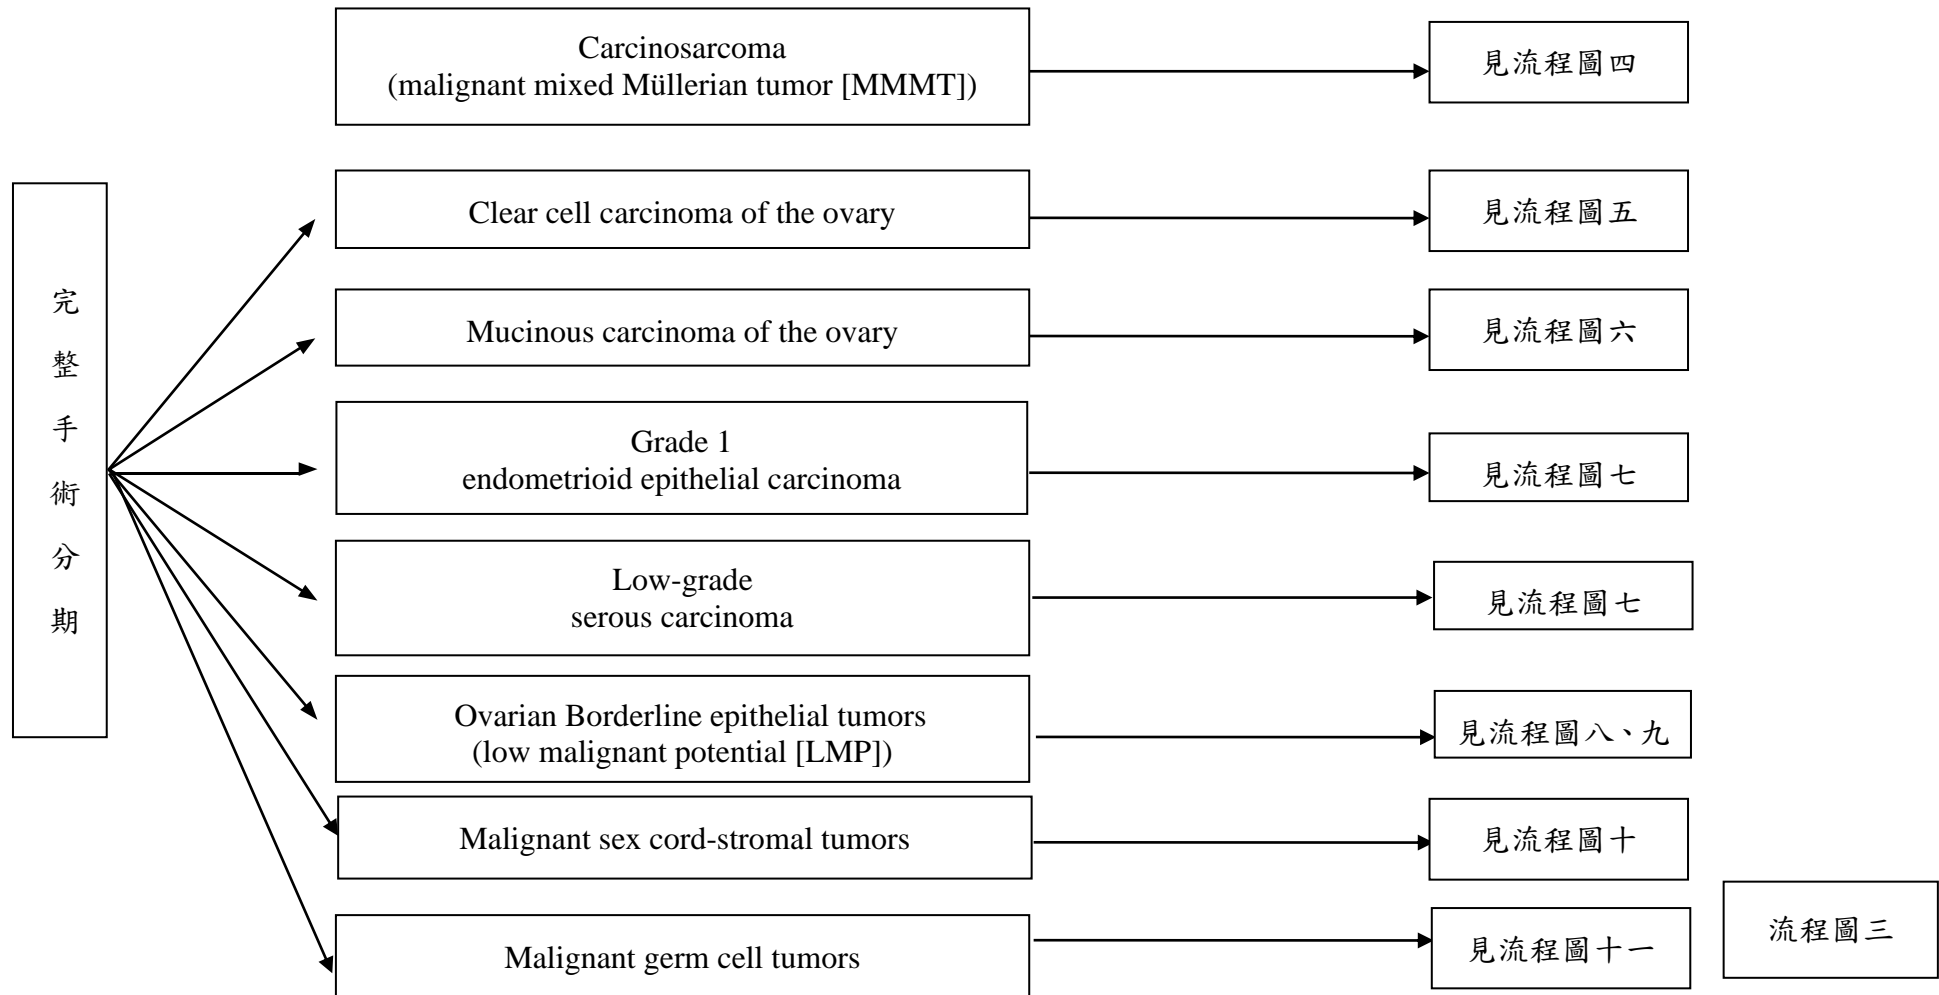 完整手術分期
Carcinosarcoma
(malignant mixed Müllerian tumor [MMMT])
見流程圖四
Clear cell carcinoma of the ovary
見流程圖五
Mucinous carcinoma of the ovary
見流程圖六
Grade 1
endometrioid epithelial carcinoma
見流程圖七
Low-grade
serous carcinoma
見流程圖七
Ovarian Borderline epithelial tumors
(low malignant potential [LMP])
見流程圖八、九
Malignant sex cord-stromal tumors
見流程圖十
Malignant germ cell tumors
見流程圖十一
流程圖三